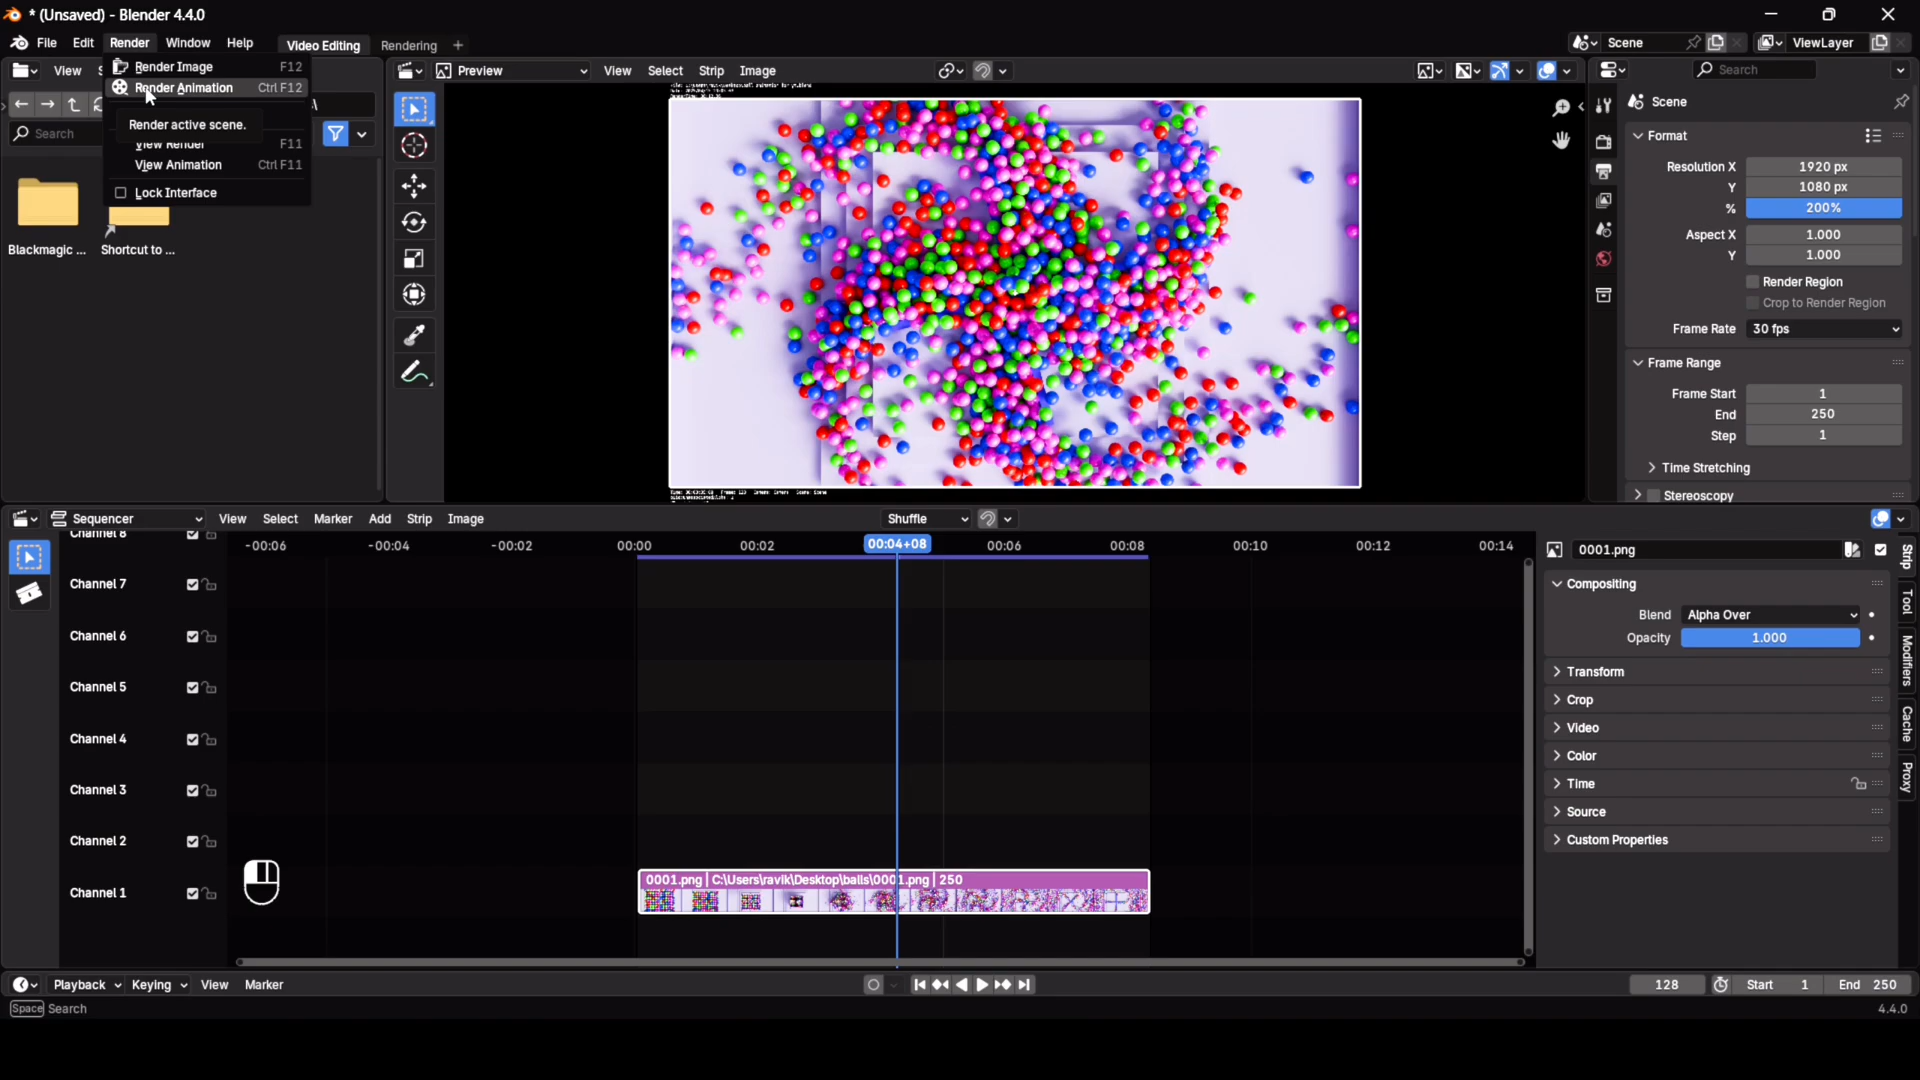 * (Unsaved) - Blender 4.4.0
File Edit Render Window Help Video Editing Rendering + Scene ViewLayer
Render Image F12
Render Animation Ctrl F12
Render active scene.
View Render F11
View Animation Ctrl F11
Lock Interface
View
Search
Blackmagic ... Shortcut to ...
Preview View Select Strip Image
Search
Scene
Format
Resolution X 1920 px
Y 1080 px
% 200%
Aspect X 1.000
Y 1.000
Render Region
Crop to Render Region
Frame Rate 30 fps
Frame Range
Frame Start 1
End 250
Step 1
Time Stretching
Stereoscopy
Sequencer View Select Marker Add Strip Image Shuffle
-00:06 -00:04 -00:02 00:00 00:02 00:04+08 00:06 00:08 00:10 00:12 00:14
Channel 8
Channel 7
Channel 6
Channel 5
Channel 4
Channel 3
Channel 2
Channel 1
0001.png | C:\Users\ravik\Desktop\balls\0001.png | 250
0001.png
Compositing
Blend Alpha Over
Opacity 1.000
Transform
Crop
Video
Color
Time
Source
Custom Properties
Strip
Tool
Modifiers
Cache
Proxy
Playback Keying View Marker 128 Start 1 End 250
Space Search 4.4.0